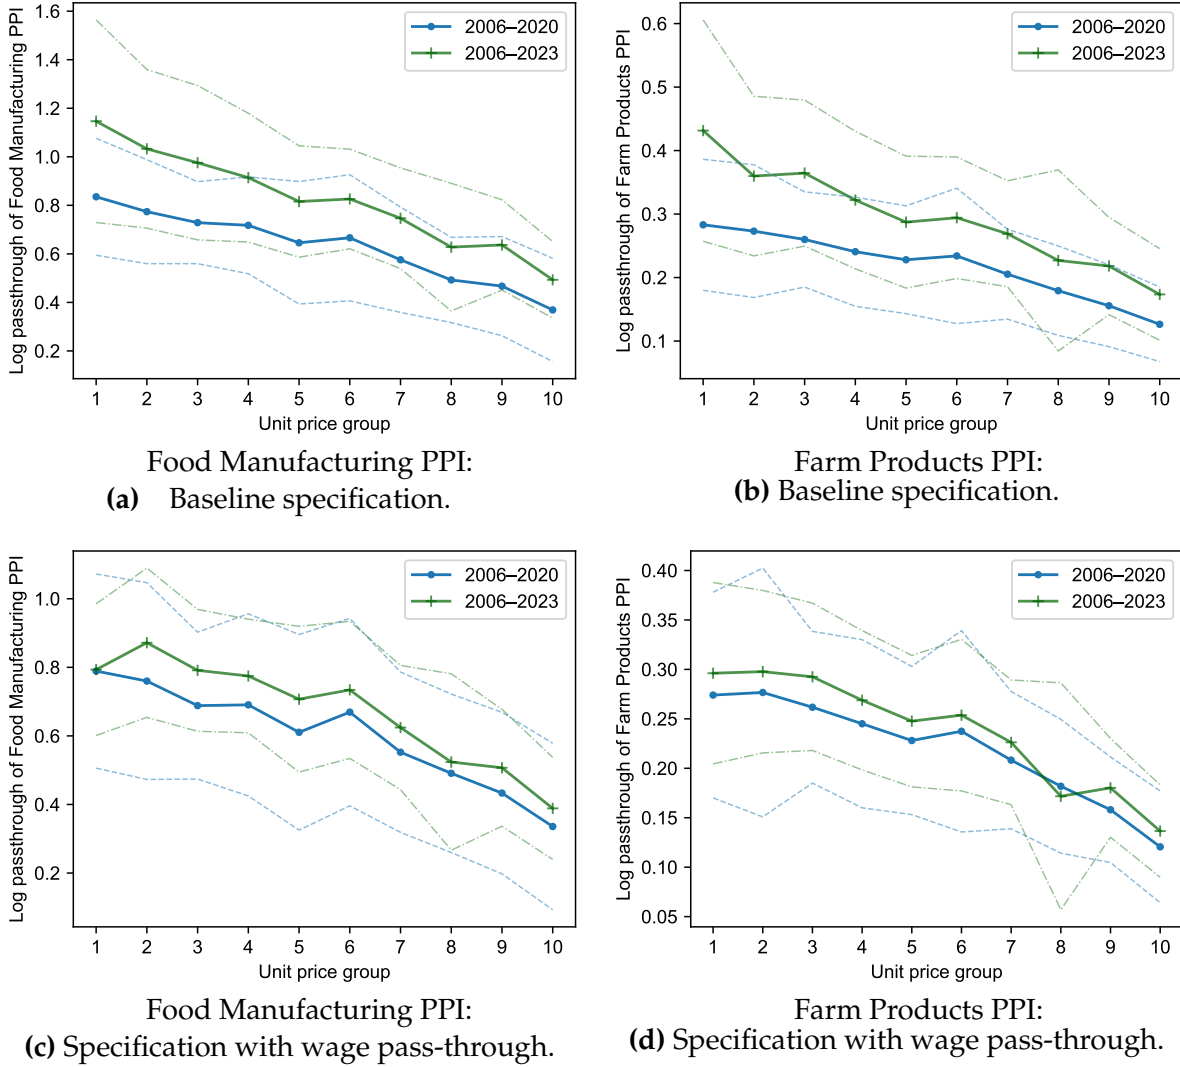 Log passthrough of Food Manufacturing PPI
1.6
1.4
1.2
1.0
0.8
0.6
0.4
0.2
2006–2020
2006–2023
1 2 3 4 5 6 7 8 9 10
Unit price group
Food Manufacturing PPI:
(a) Baseline specification.
Log passthrough of Farm Products PPI
0.6
0.5
0.4
0.3
0.2
0.1
2006–2020
2006–2023
1 2 3 4 5 6 7 8 9 10
Unit price group
Farm Products PPI:
(b) Baseline specification.
Log passthrough of Food Manufacturing PPI
1.0
0.8
0.6
0.4
0.2
2006–2020
2006–2023
1 2 3 4 5 6 7 8 9 10
Unit price group
Food Manufacturing PPI:
(c) Specification with wage pass-through.
Log passthrough of Farm Products PPI
0.40
0.35
0.30
0.25
0.20
0.15
0.10
0.05
2006–2020
2006–2023
1 2 3 4 5 6 7 8 9 10
Unit price group
Farm Products PPI:
(d) Specification with wage pass-through.